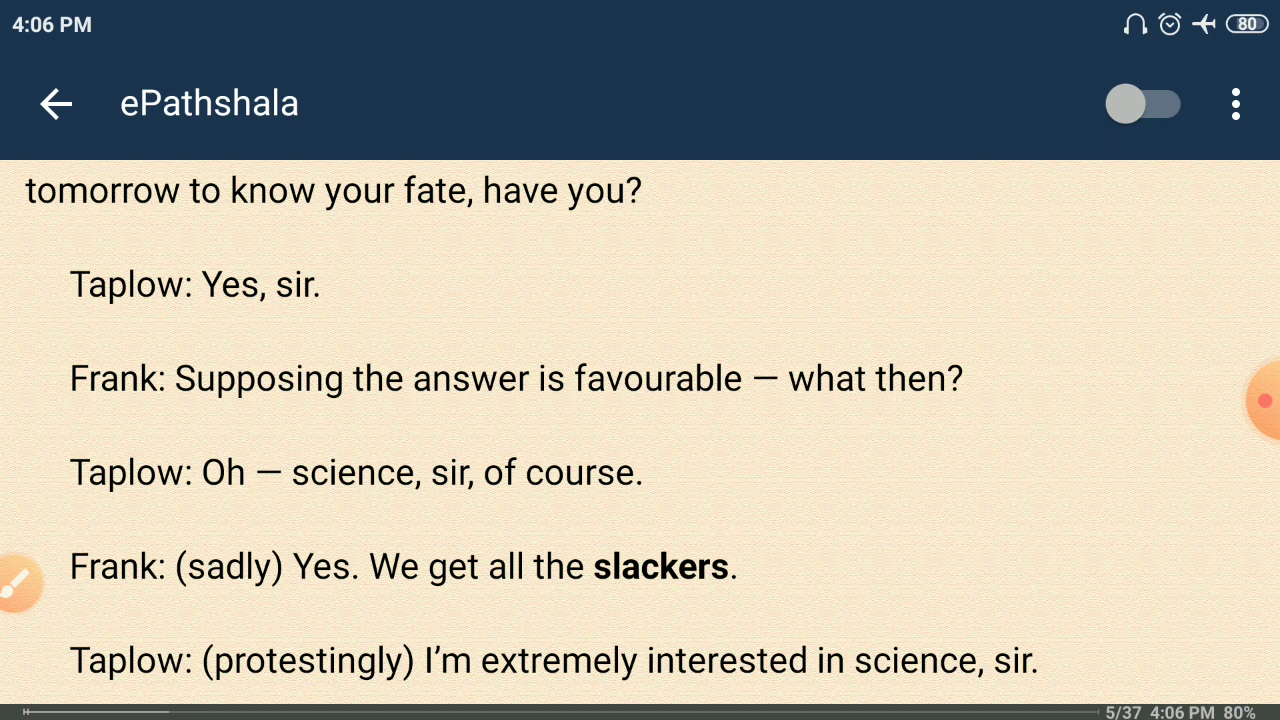 4:06 PM
80
ePathshala
tomorrow to know your fate, have you?
Taplow: Yes, sir.
Frank: Supposing the answer is favourable — what then?
Taplow: Oh — science, sir, of course.
Frank: (sadly) Yes. We get all the slackers.
Taplow: (protestingly) I’m extremely interested in science, sir.
5/37 4:06 PM 80%